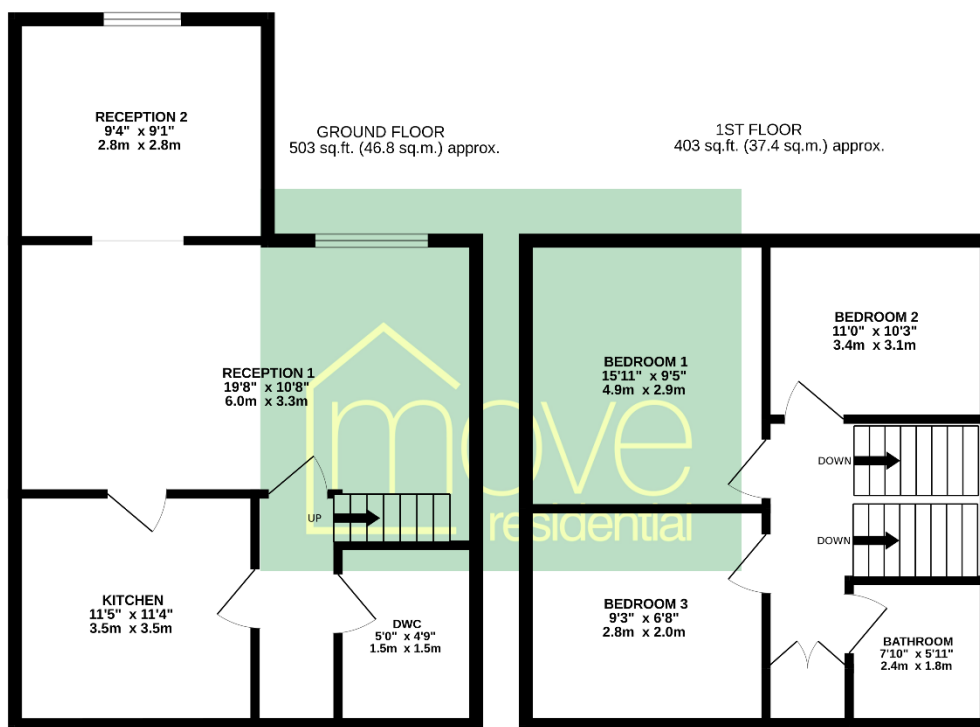 RECEPTION 2
9'4" x 9'1"
2.8m x 2.8m
GROUND FLOOR
503 sq.ft. (46.8 sq.m.) approx.
1ST FLOOR
403 sq.ft. (37.4 sq.m.) approx.
RECEPTION 1
19'8" x 10'8"
6.0m x 3.3m
BEDROOM 1
15'11" x 9'5"
4.9m x 2.9m
BEDROOM 2
11'0" x 10'3"
3.4m x 3.1m
move
residential
UP
DOWN
DOWN
KITCHEN
11'5" x 11'4"
3.5m x 3.5m
DWC
5'0" x 4'9"
1.5m x 1.5m
BEDROOM 3
9'3" x 6'8"
2.8m x 2.0m
BATHROOM
7'10" x 5'11"
2.4m x 1.8m